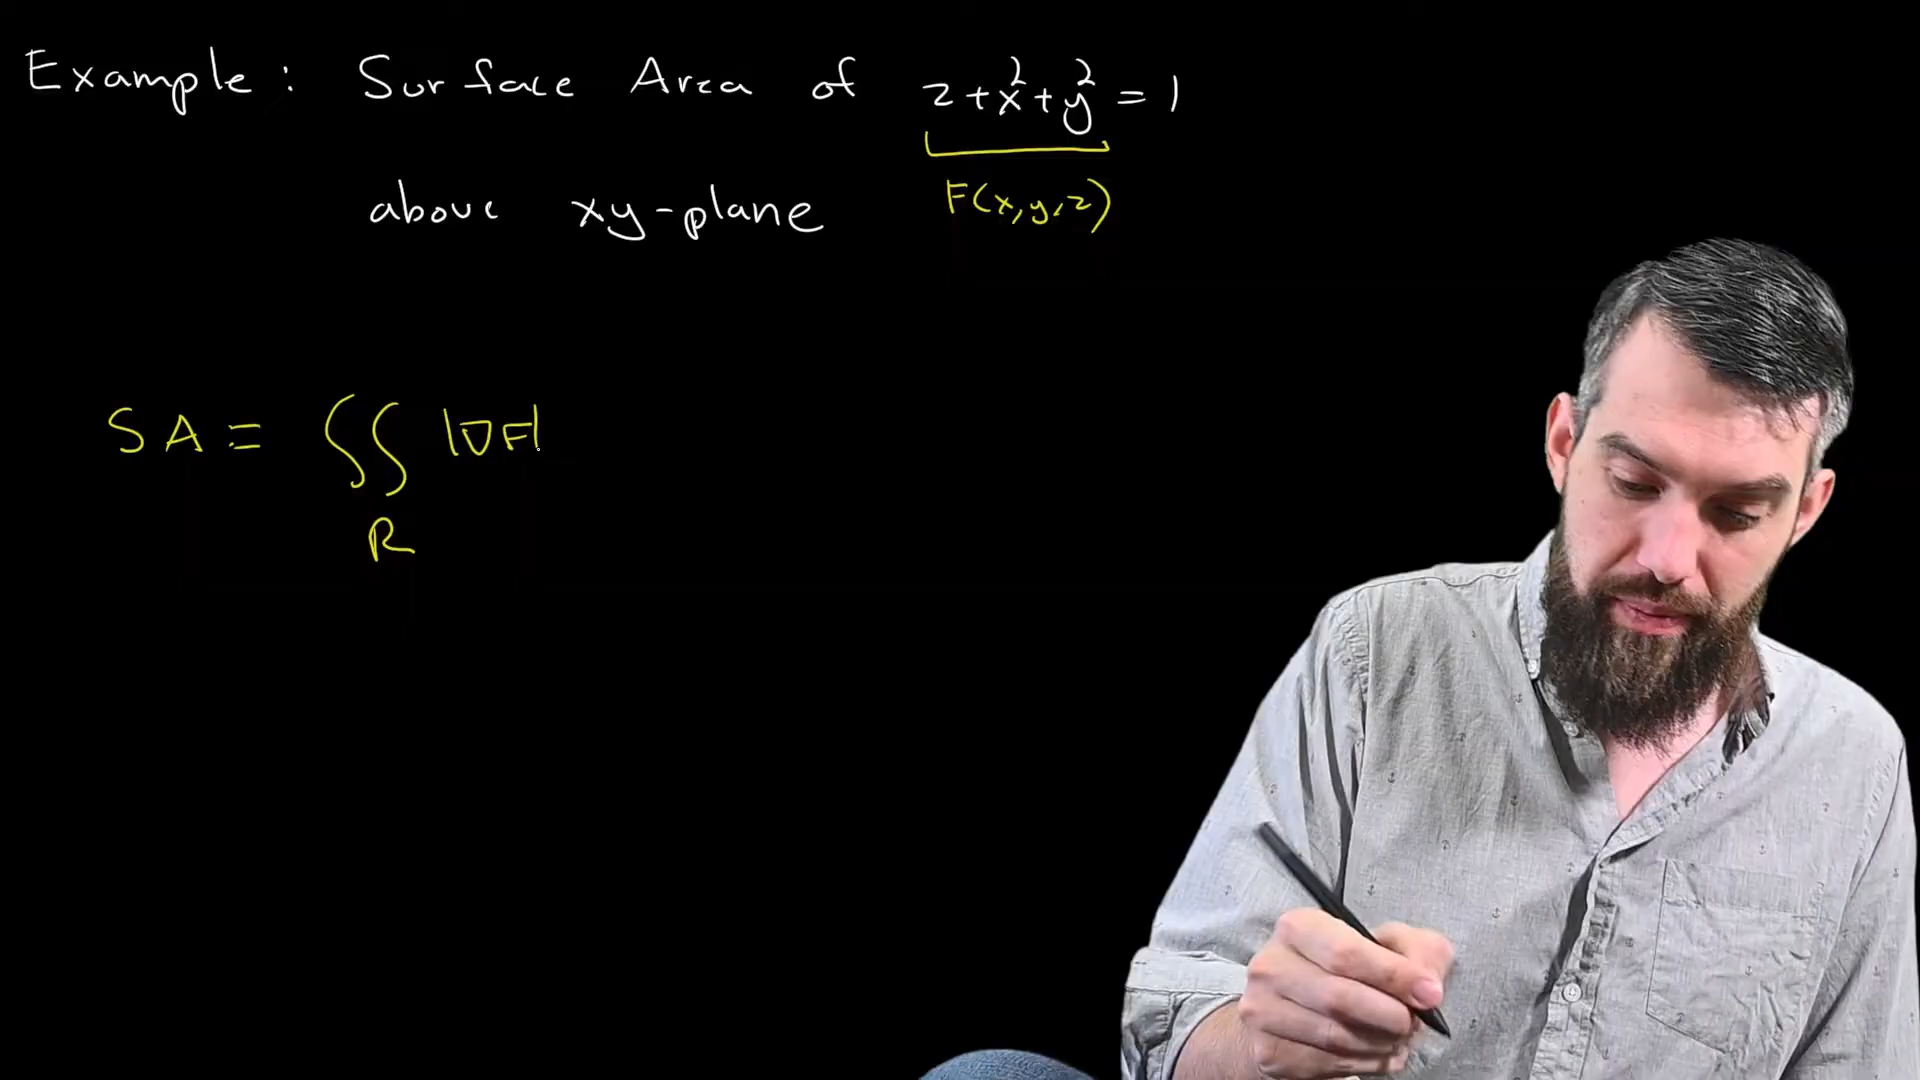 Example: Surface Area of z+x²+y²=1
above xy-plane F(x,y,z)
SA = ∫∫ |∇F|
R